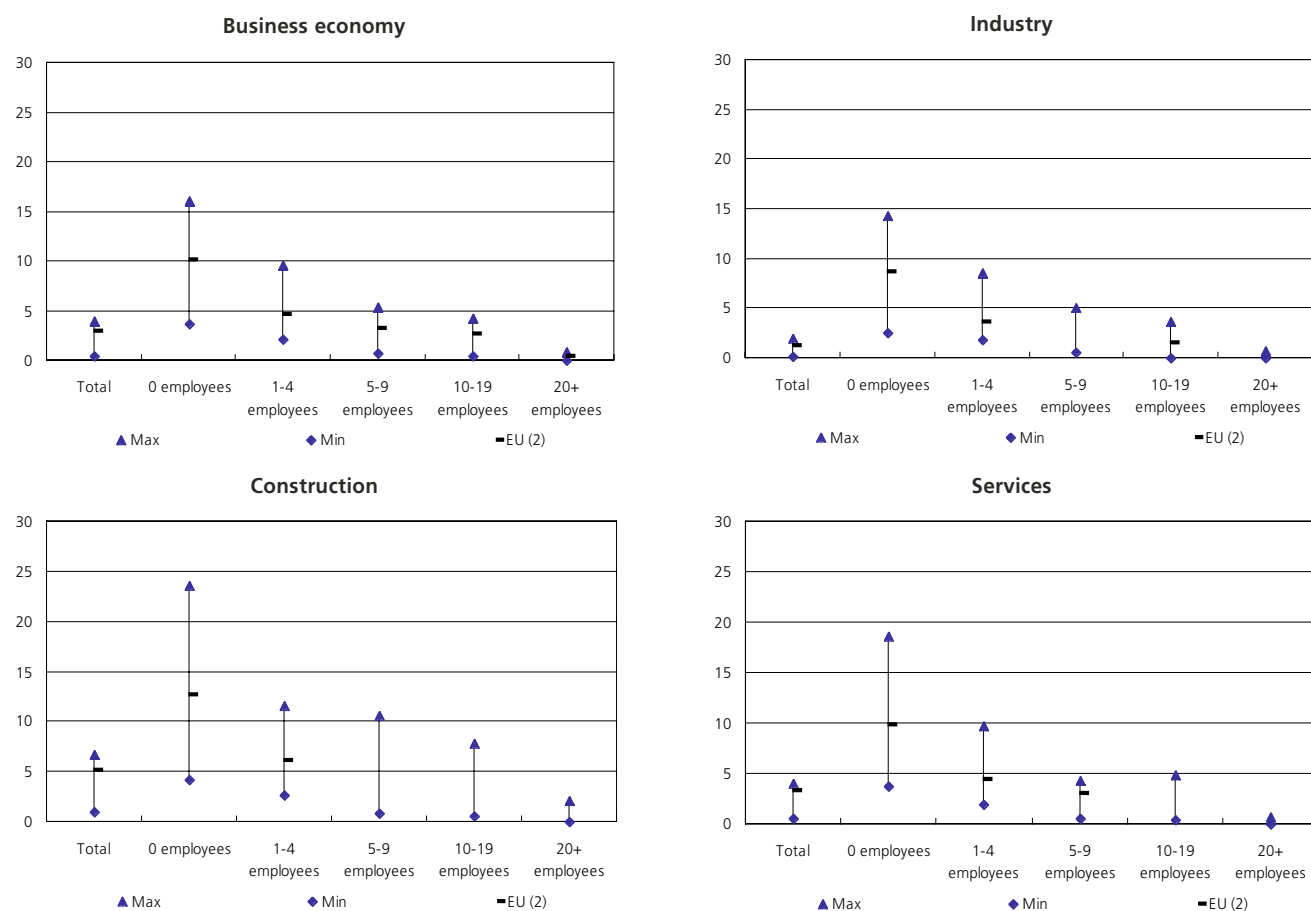 Business economy
30
25
20
15
10
5
0
Total 0 employees 1-4 5-9 10-19 20+
employees employees employees employees
Max Min EU (2)
Industry
30
25
20
15
10
5
0
Total 0 employees 1-4 5-9 10-19 20+
employees employees employees employees
Max Min EU (2)
Construction
30
25
20
15
10
5
0
Total 0 employees 1-4 5-9 10-19 20+
employees employees employees employees
Max Min EU (2)
Services
30
25
20
15
10
5
0
Total 0 employees 1-4 5-9 10-19 20+
employees employees employees employees
Max Min EU (2)